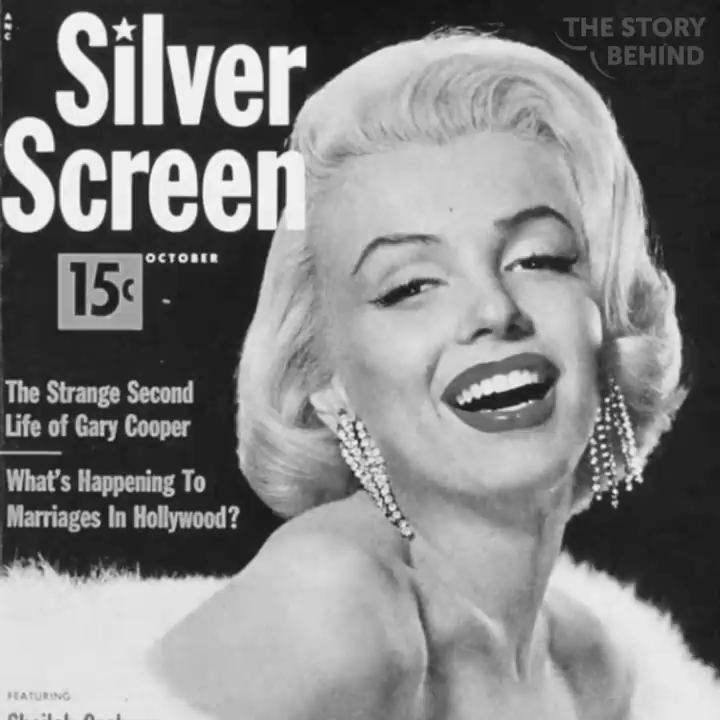 THE STORY
BEHIND
ANC
Silver
Screen
OCTOBER
15c
The Strange Second
Life of Gary Cooper
What's Happening To
Marriages In Hollywood?
FEATURING